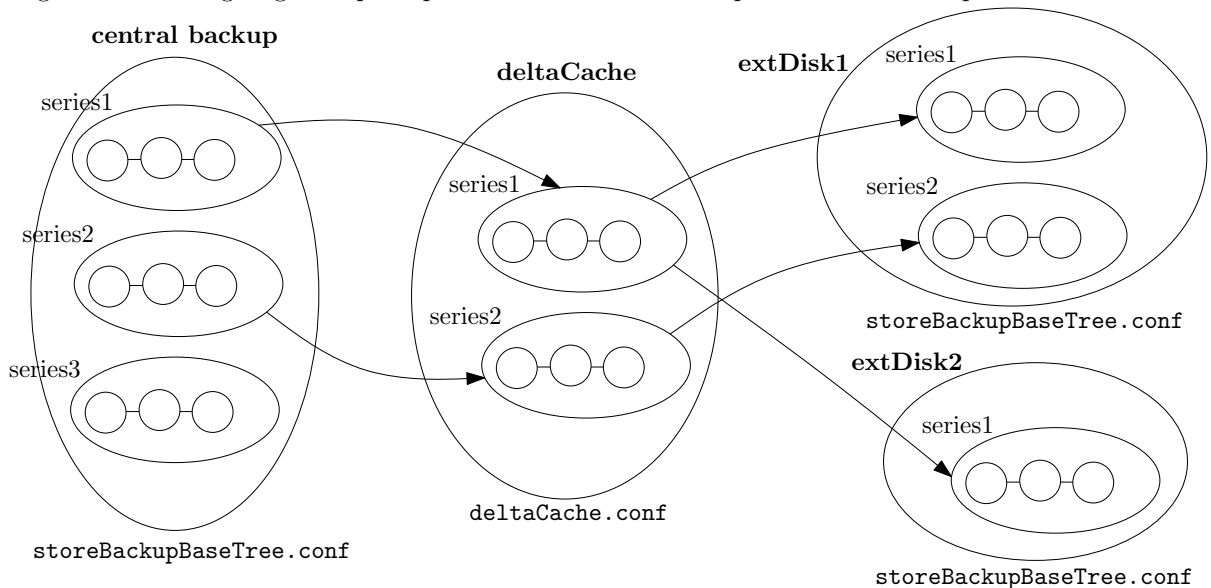 central backup
series1
series2
series3
storeBackupBaseTree.conf
deltaCache
series1
series2
deltaCache.conf
extDisk1
series1
series2
storeBackupBaseTree.conf
extDisk2
series1
storeBackupBaseTree.conf